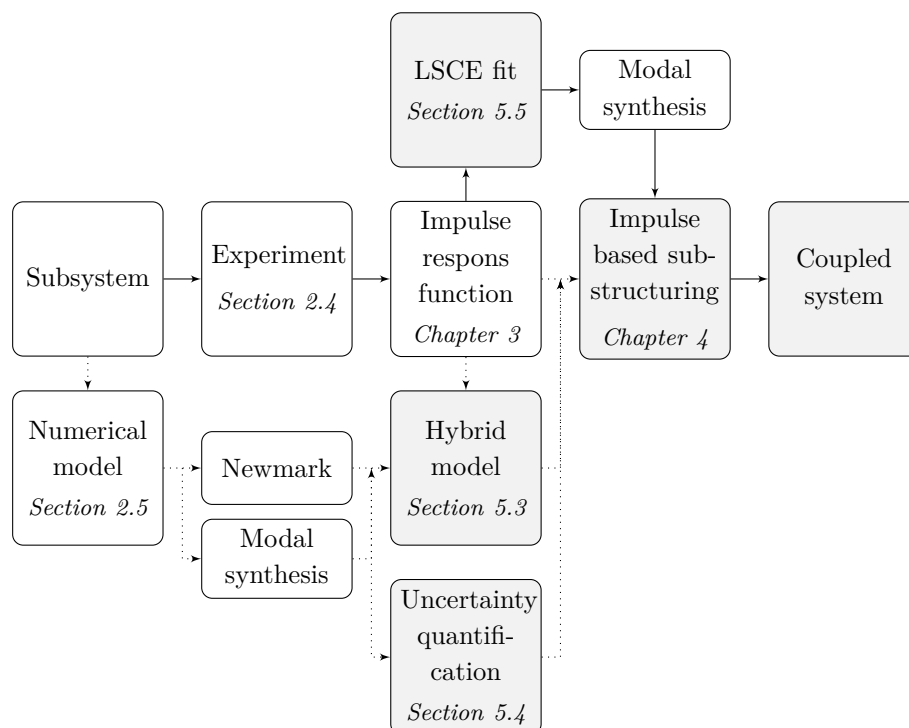 LSCE fit
Section 5.5
Modal
synthesis
Subsystem
Experiment
Section 2.4
Impulse
respons
function
Chapter 3
Impulse
based sub-
structuring
Chapter 4
Coupled
system
Numerical
model
Section 2.5
Newmark
Modal
synthesis
Hybrid
model
Section 5.3
Uncertainty
quantifi-
cation
Section 5.4